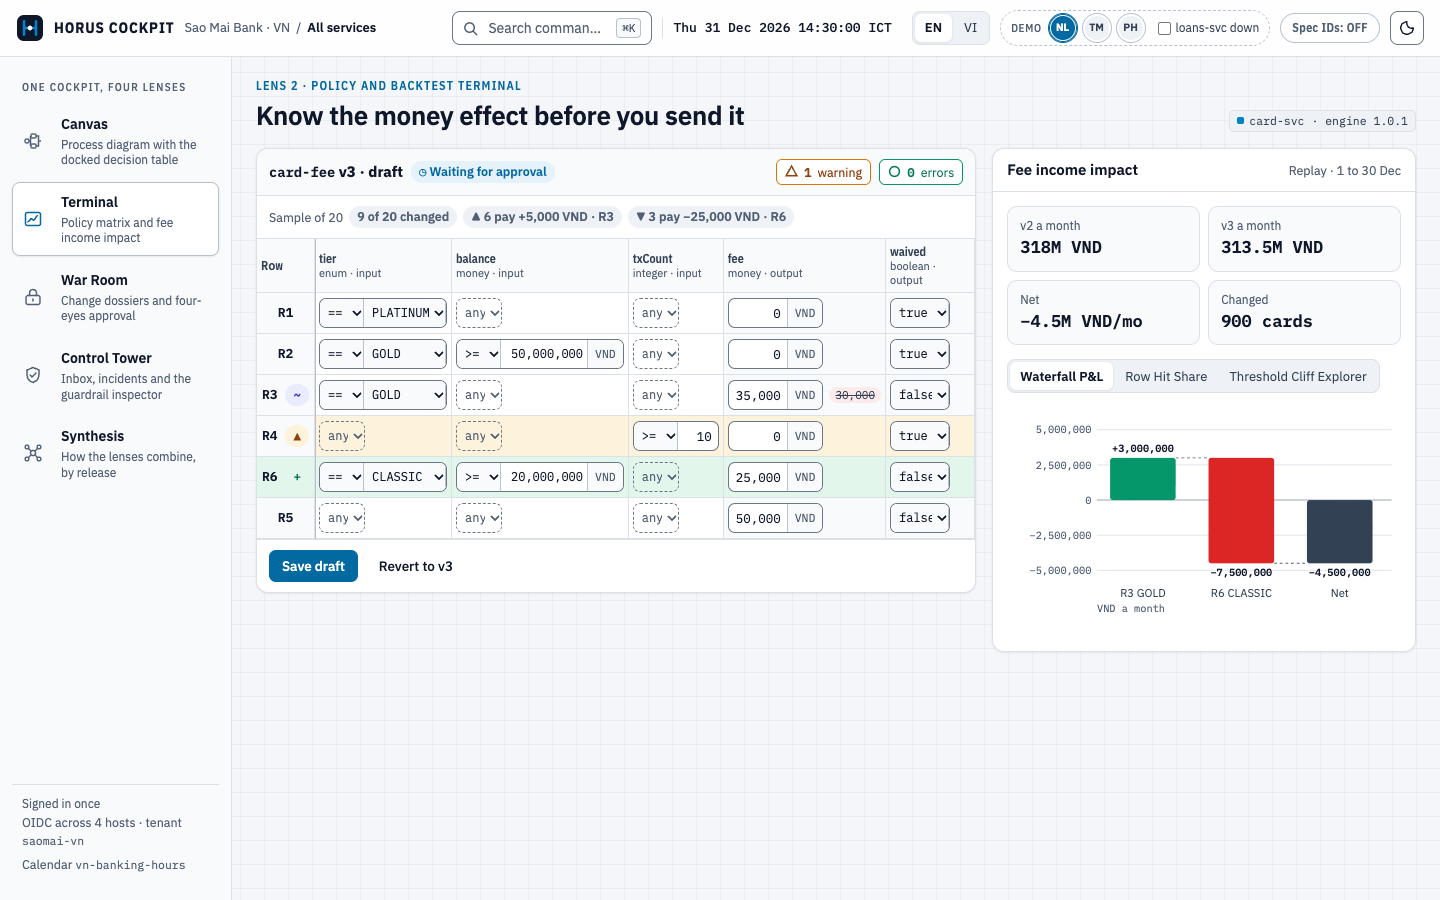 HORUS COCKPIT
Sao Mai Bank · VN / All services
Search comman... ⌘K
Thu 31 Dec 2026 14:30:00 ICT
EN VI
DEMO NL TM PH loans-svc down
Spec IDs: OFF
ONE COCKPIT, FOUR LENSES
Canvas
Process diagram with the
docked decision table
Terminal
Policy matrix and fee
income impact
War Room
Change dossiers and four-
eyes approval
Control Tower
Inbox, incidents and the
guardrail inspector
Synthesis
How the lenses combine,
by release
Signed in once
OIDC across 4 hosts · tenant
saomai-vn
Calendar vn-banking-hours
LENS 2 · POLICY AND BACKTEST TERMINAL
Know the money effect before you send it
card-svc · engine 1.0.1
card-fee v3 · draft
Waiting for approval
1 warning
0 errors
Sample of 20
9 of 20 changed
▲ 6 pay +5,000 VND · R3
▼ 3 pay −25,000 VND · R6
Row
tier
enum · input
balance
money · input
txCount
integer · input
fee
money · output
waived
boolean ·
output
R1 == PLATINUM any any 0 VND true
R2 == GOLD >= 50,000,000 VND any 0 VND true
R3 ~ == GOLD any any 35,000 VND 30,000 false
R4 ▲ any any >= 10 0 VND true
R6 + == CLASSIC >= 20,000,000 VND any 25,000 VND false
R5 any any any 50,000 VND false
Save draft
Revert to v3
Fee income impact
Replay · 1 to 30 Dec
v2 a month
318M VND
v3 a month
313.5M VND
Net
−4.5M VND/mo
Changed
900 cards
Waterfall P&L
Row Hit Share
Threshold Cliff Explorer
5,000,000
+3,000,000
2,500,000
0
−2,500,000
−5,000,000
−7,500,000
−4,500,000
R3 GOLD
R6 CLASSIC
Net
VND a month